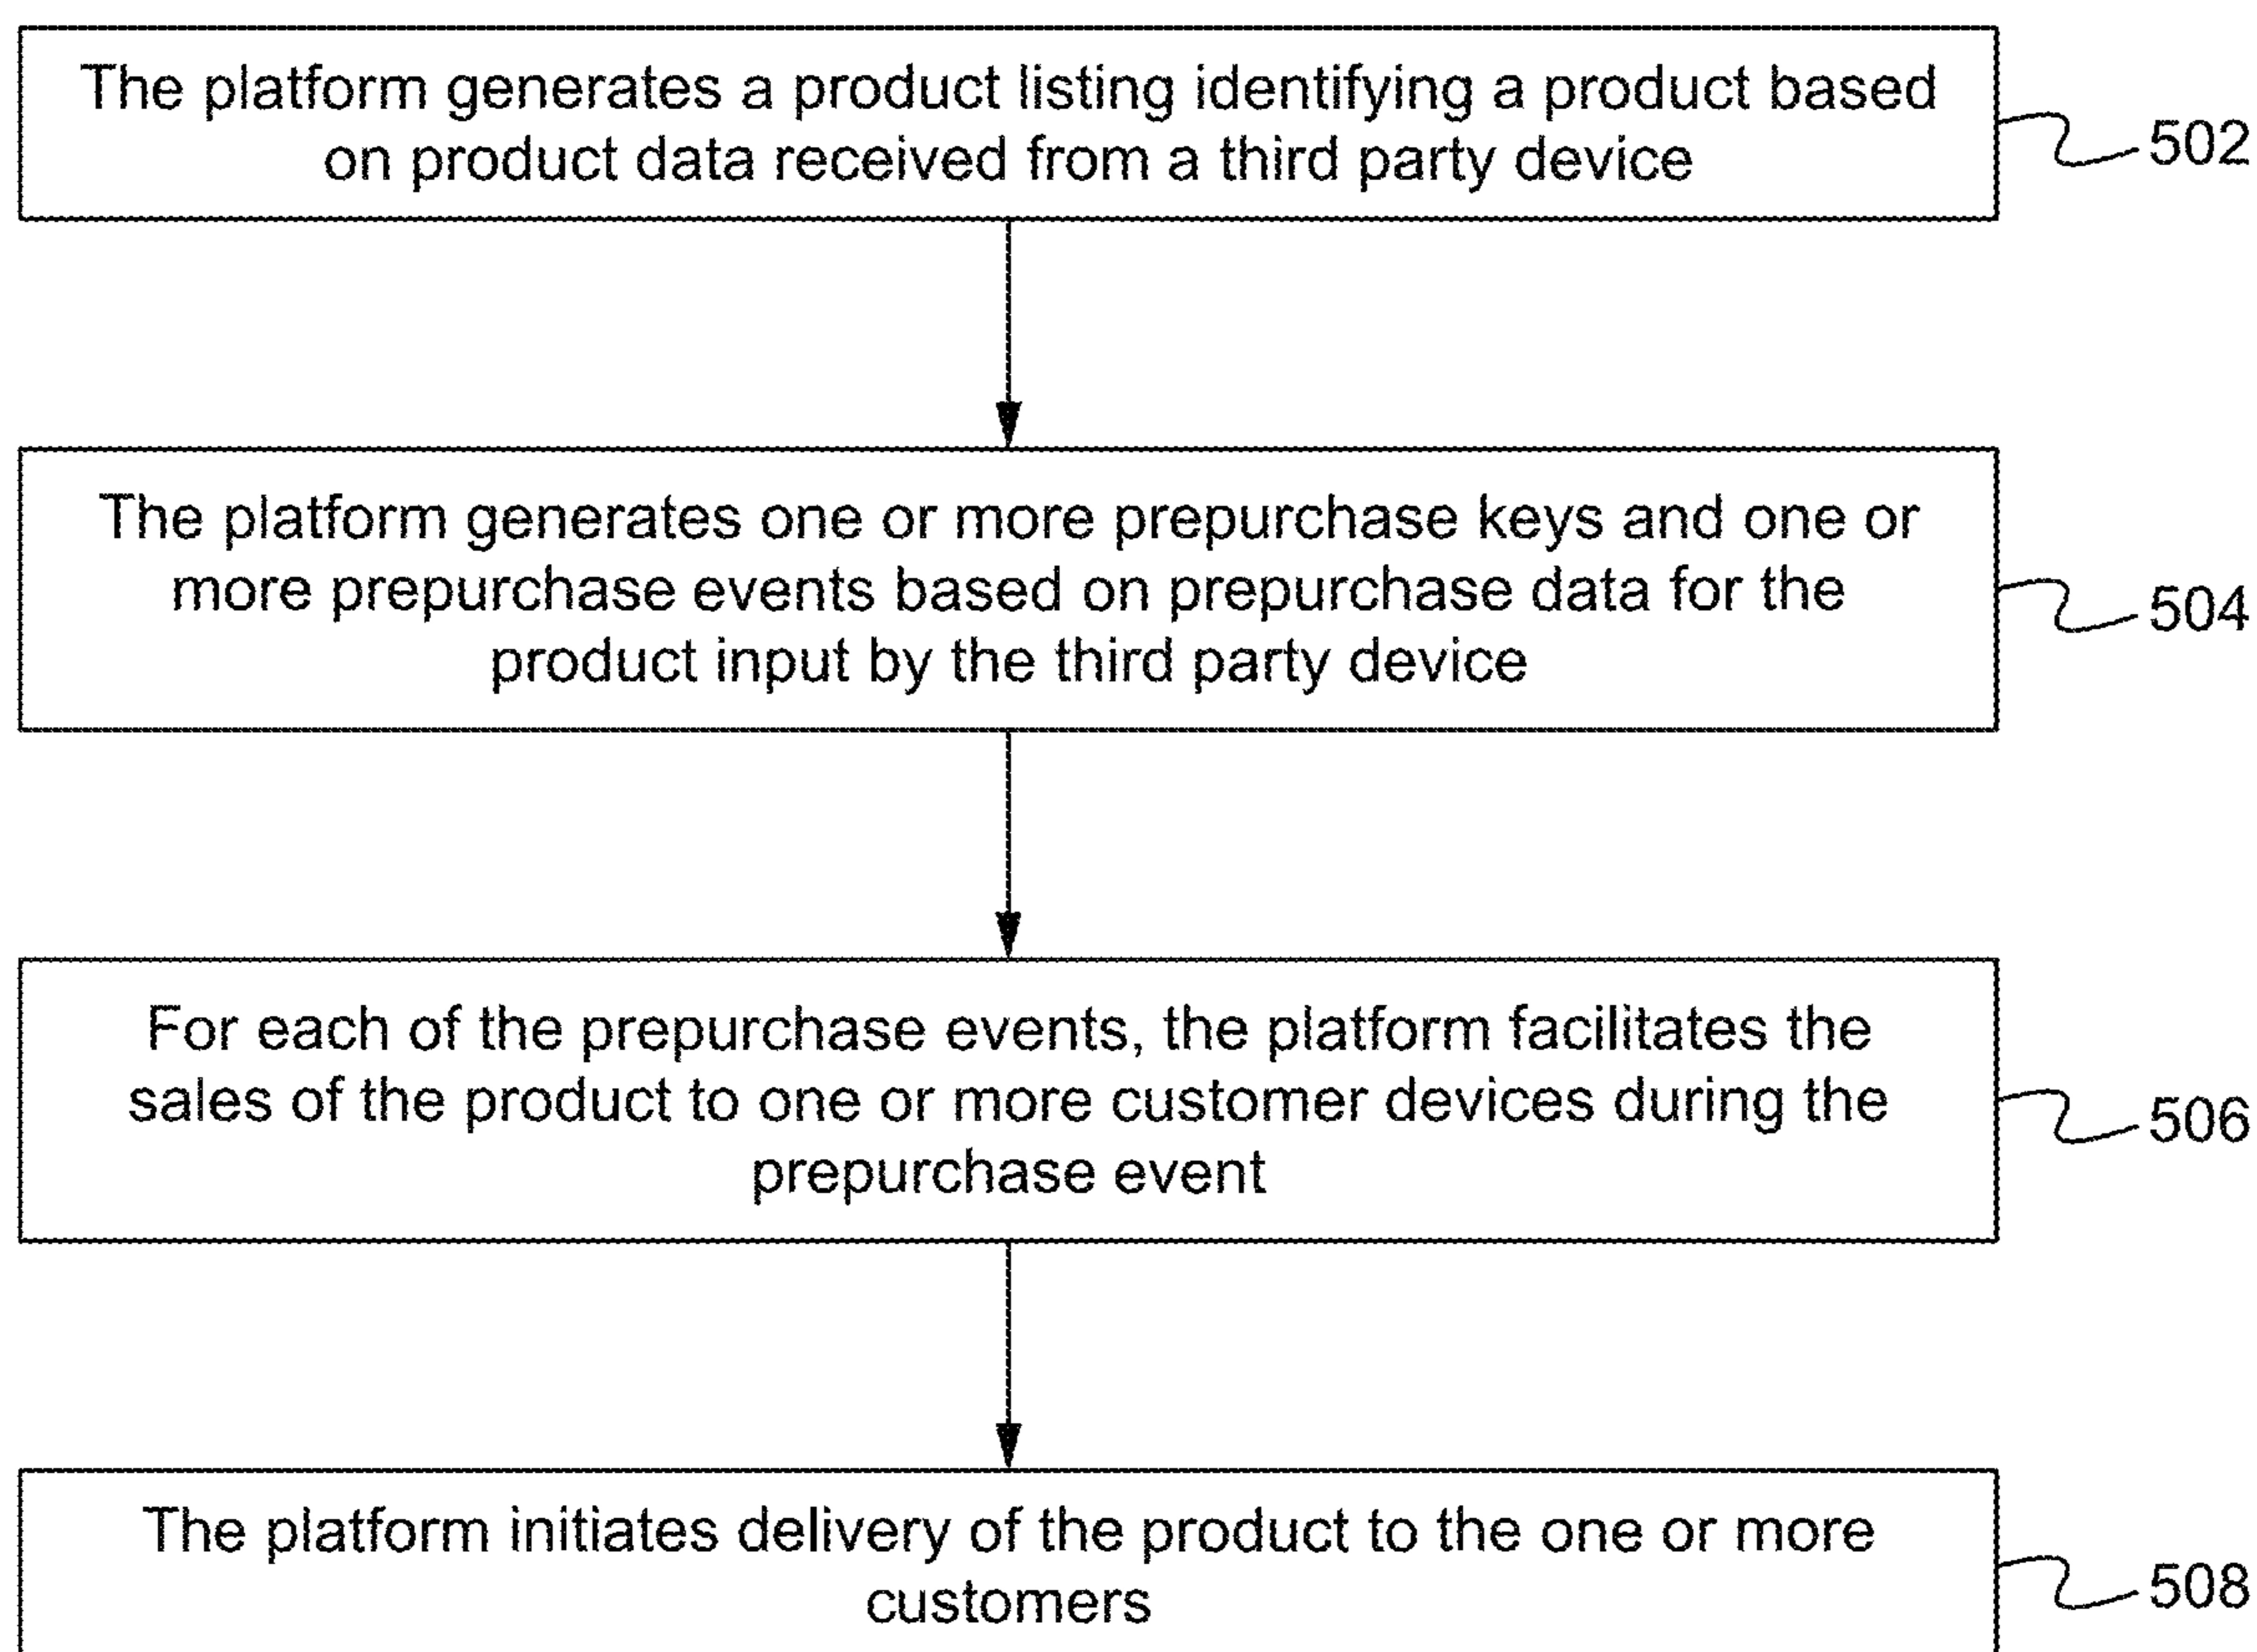 The platform generates a product listing identifying a product based
on product data received from a third party device
502
The platform generates one or more prepurchase keys and one or
more prepurchase events based on prepurchase data for the
product input by the third party device
504
For each of the prepurchase events, the platform facilitates the
sales of the product to one or more customer devices during the
prepurchase event
506
The platform initiates delivery of the product to the one or more
customers
508